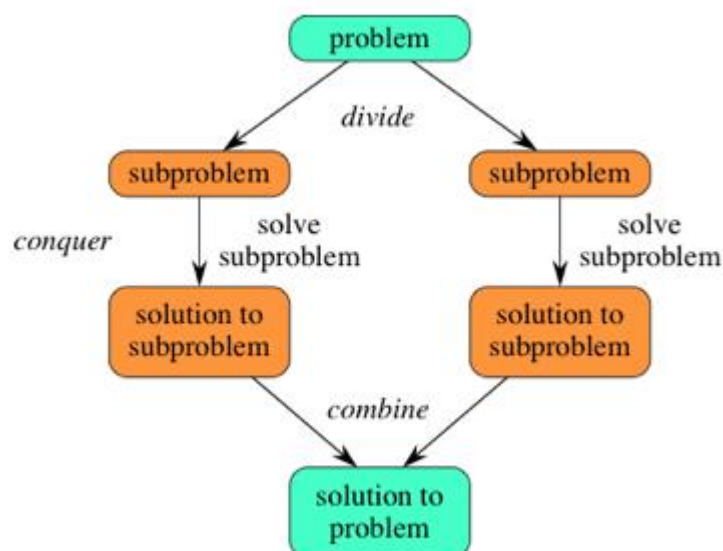 problem
divide
subproblem
subproblem
conquer
solve
subproblem
solve
subproblem
solution to
subproblem
solution to
subproblem
combine
solution to
problem